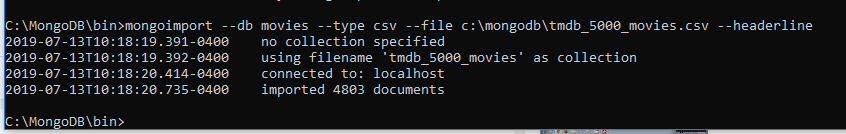 C:\MongoDB\bin>mongoimport --db movies --type csv --file c:\mongodb\tmdb_5000_movies.csv --headerline
2019-07-13T10:18:19.391-0400    no collection specified
2019-07-13T10:18:19.392-0400    using filename 'tmdb_5000_movies' as collection
2019-07-13T10:18:20.414-0400    connected to: localhost
2019-07-13T10:18:20.735-0400    imported 4803 documents
C:\MongoDB\bin>